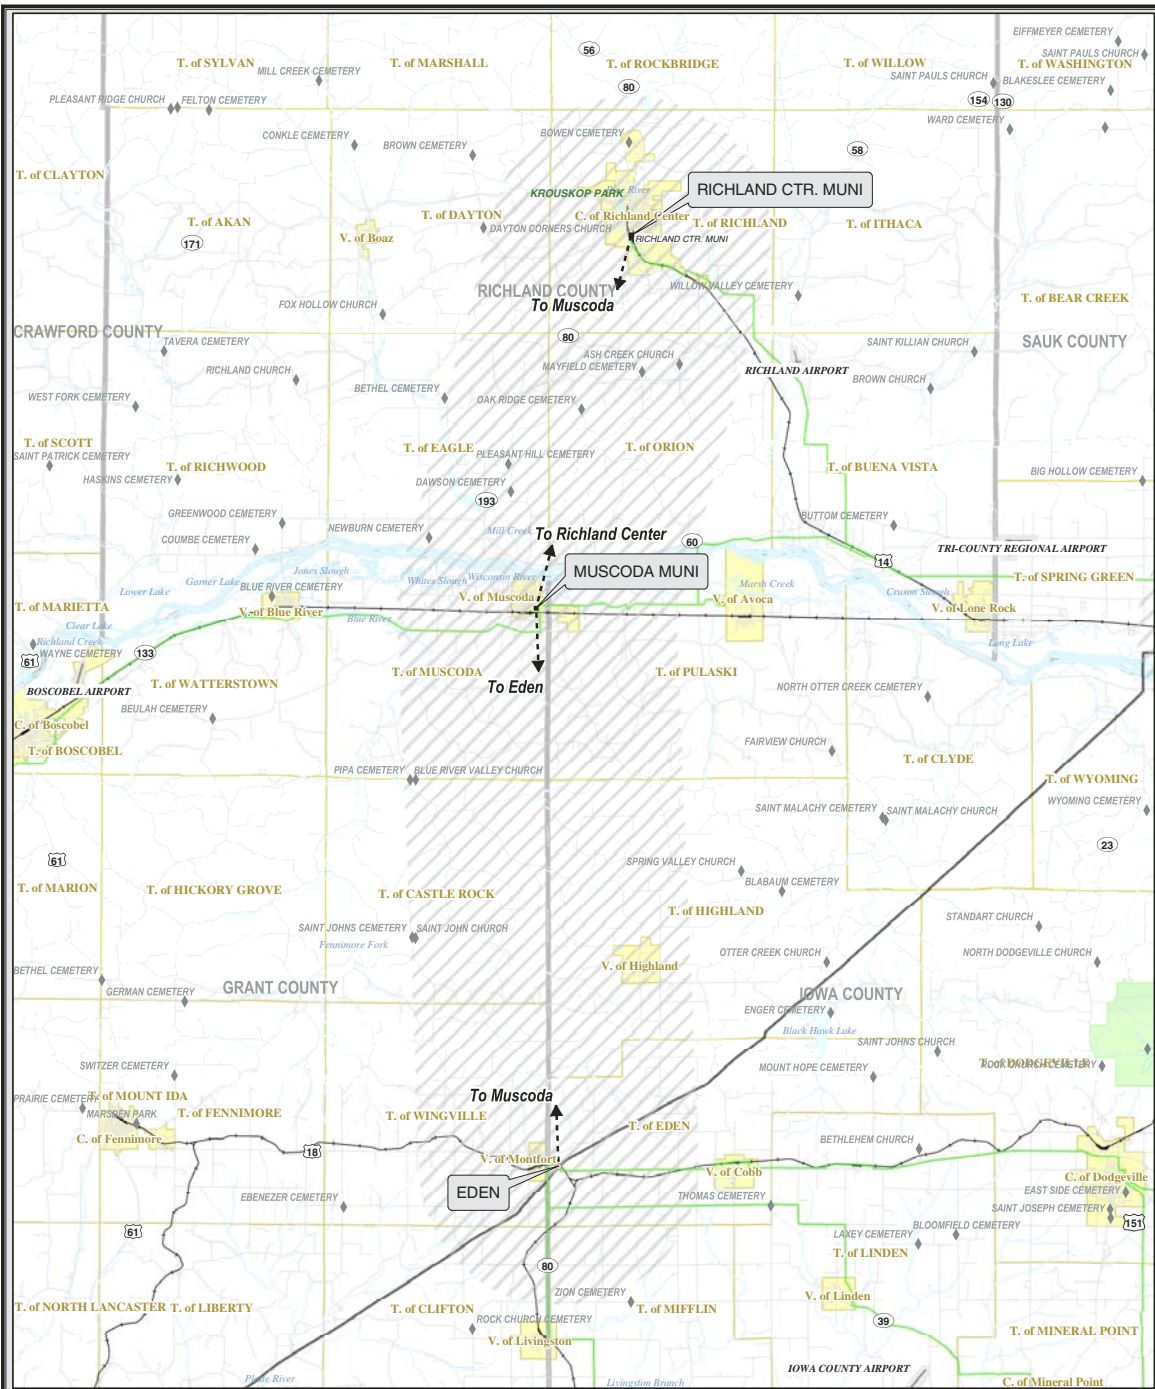 EIFFMEYER CEMETERY
56
SAINT PAULS CHURCH
T. of SYLVAN
T. of MARSHALL
T. of ROCKBRIDGE
T. of WILLOW
T. of WASHINGTON
MILL CREEK CEMETERY
SAINT PAULS CHURCH
BLAKESLEE CEMETERY
80
PLEASANT RIDGE CHURCH
FELTON CEMETERY
154
130
WARD CEMETERY
CONKLE CEMETERY
BOWEN CEMETERY
BROWN CEMETERY
58
T. of CLAYTON
RICHLAND CTR. MUNI
KROUSKOP PARK
River
T. of AKAN
T. of DAYTON
C. of Richland Center
T. of RICHLAND
T. of ITHACA
DAYTON CORNERS CHURCH
V. of Boaz
RICHLAND CTR. MUNI
171
RICHLAND COUNTY
WILLOW VALLEY CEMETERY
T. of BEAR CREEK
FOX HOLLOW CHURCH
To Muscoda
CRAWFORD COUNTY
80
TAVERA CEMETERY
SAINT KILLIAN CHURCH
SAUK COUNTY
ASH CREEK CHURCH
MAYFIELD CEMETERY
RICHLAND AIRPORT
RICHLAND CHURCH
BROWN CHURCH
BETHEL CEMETERY
WEST FORK CEMETERY
OAK RIDGE CEMETERY
T. of SCOTT
T. of EAGLE
T. of ORION
SAINT PATRICK CEMETERY
PLEASANT HILL CEMETERY
T. of RICHWOOD
T. of BUENA VISTA
BIG HOLLOW CEMETERY
HASKINS CEMETERY
DAWSON CEMETERY
193
GREENWOOD CEMETERY
BUTTOM CEMETERY
NEWBURN CEMETERY
Mill Creek
To Richland Center
COUMBE CEMETERY
60
TRI-COUNTY REGIONAL AIRPORT
14
MUSCODA MUNI
Jones Slough
Garner Lake
Whites Slough
Wisconsin River
T. of SPRING GREEN
Lower Lake
BLUE RIVER CEMETERY
Marsh Creek
Cruson Slough
T. of MARIETTA
V. of Blue River
V. of Muscoda
V. of Avoca
V. of Lone Rock
Clear Lake
Blue River
Richland Creek
Long Lake
WAYNE CEMETERY
133
61
T. of MUSCODA
T. of PULASKI
T. of WATTERSTOWN
To Eden
NORTH OTTER CREEK CEMETERY
BOSCOBEL AIRPORT
BEULAH CEMETERY
C. of Boscobel
T. of BOSCOBEL
FAIRVIEW CHURCH
T. of CLYDE
PIPA CEMETERY
BLUE RIVER VALLEY CHURCH
T. of WYOMING
WYOMING CEMETERY
SAINT MALACHY CEMETERY
SAINT MALACHY CHURCH
23
61
SPRING VALLEY CHURCH
BLABAUM CEMETERY
T. of MARION
T. of HICKORY GROVE
T. of CASTLE ROCK
T. of HIGHLAND
STANDART CHURCH
SAINT JOHNS CEMETERY
SAINT JOHN CHURCH
Fennimore Fork
OTTER CREEK CHURCH
NORTH DODGEVILLE CHURCH
V. of Highland
BETHEL CEMETERY
GERMAN CEMETERY
GRANT COUNTY
IOWA COUNTY
ENGER CEMETERY
Black Hawk Lake
SAINT JOHNS CHURCH
SWITZER CEMETERY
MOUNT HOPE CEMETERY
T. of DODGEVILLE
ROCK CHURCH CEMETERY
To Muscoda
T. of MOUNT IDA
PRAIRIE CEMETERY
MARSDEN PARK
T. of FENNIMORE
T. of WINGVILLE
T. of EDEN
C. of Fennimore
18
BETHLEHEM CHURCH
V. of Montfort
V. of Cobb
C. of Dodgeville
EDEN
EBENEZER CEMETERY
THOMAS CEMETERY
EAST SIDE CEMETERY
SAINT JOSEPH CEMETERY
151
61
BLOOMFIELD CEMETERY
LAXEY CEMETERY
T. of LINDEN
80
ZION CEMETERY
V. of Linden
T. of NORTH LANCASTER
T. of LIBERTY
T. of CLIFTON
T. of MIFFLIN
ROCK CHURCH CEMETERY
39
T. of MINERAL POINT
V. of Livingston
IOWA COUNTY AIRPORT
Platte River
Livingston Branch
C. of Mineral Point